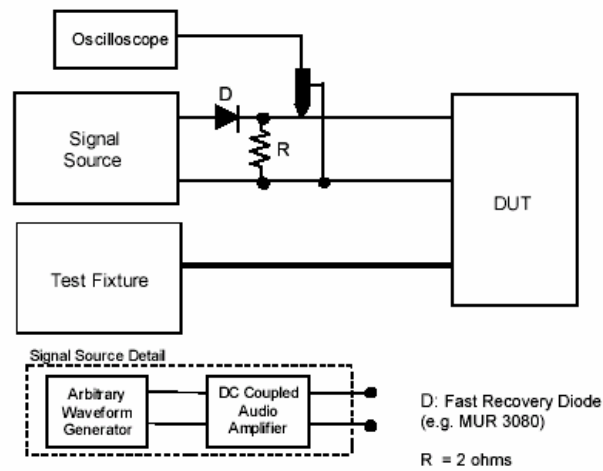 Oscilloscope
D
Signal
Source
R
DUT
Test Fixture
Signal Source Detail
Arbitrary
Waveform
Generator
DC Coupled
Audio
Amplifier
D: Fast Recovery Diode
(e.g. MUR 3080)
R = 2 ohms